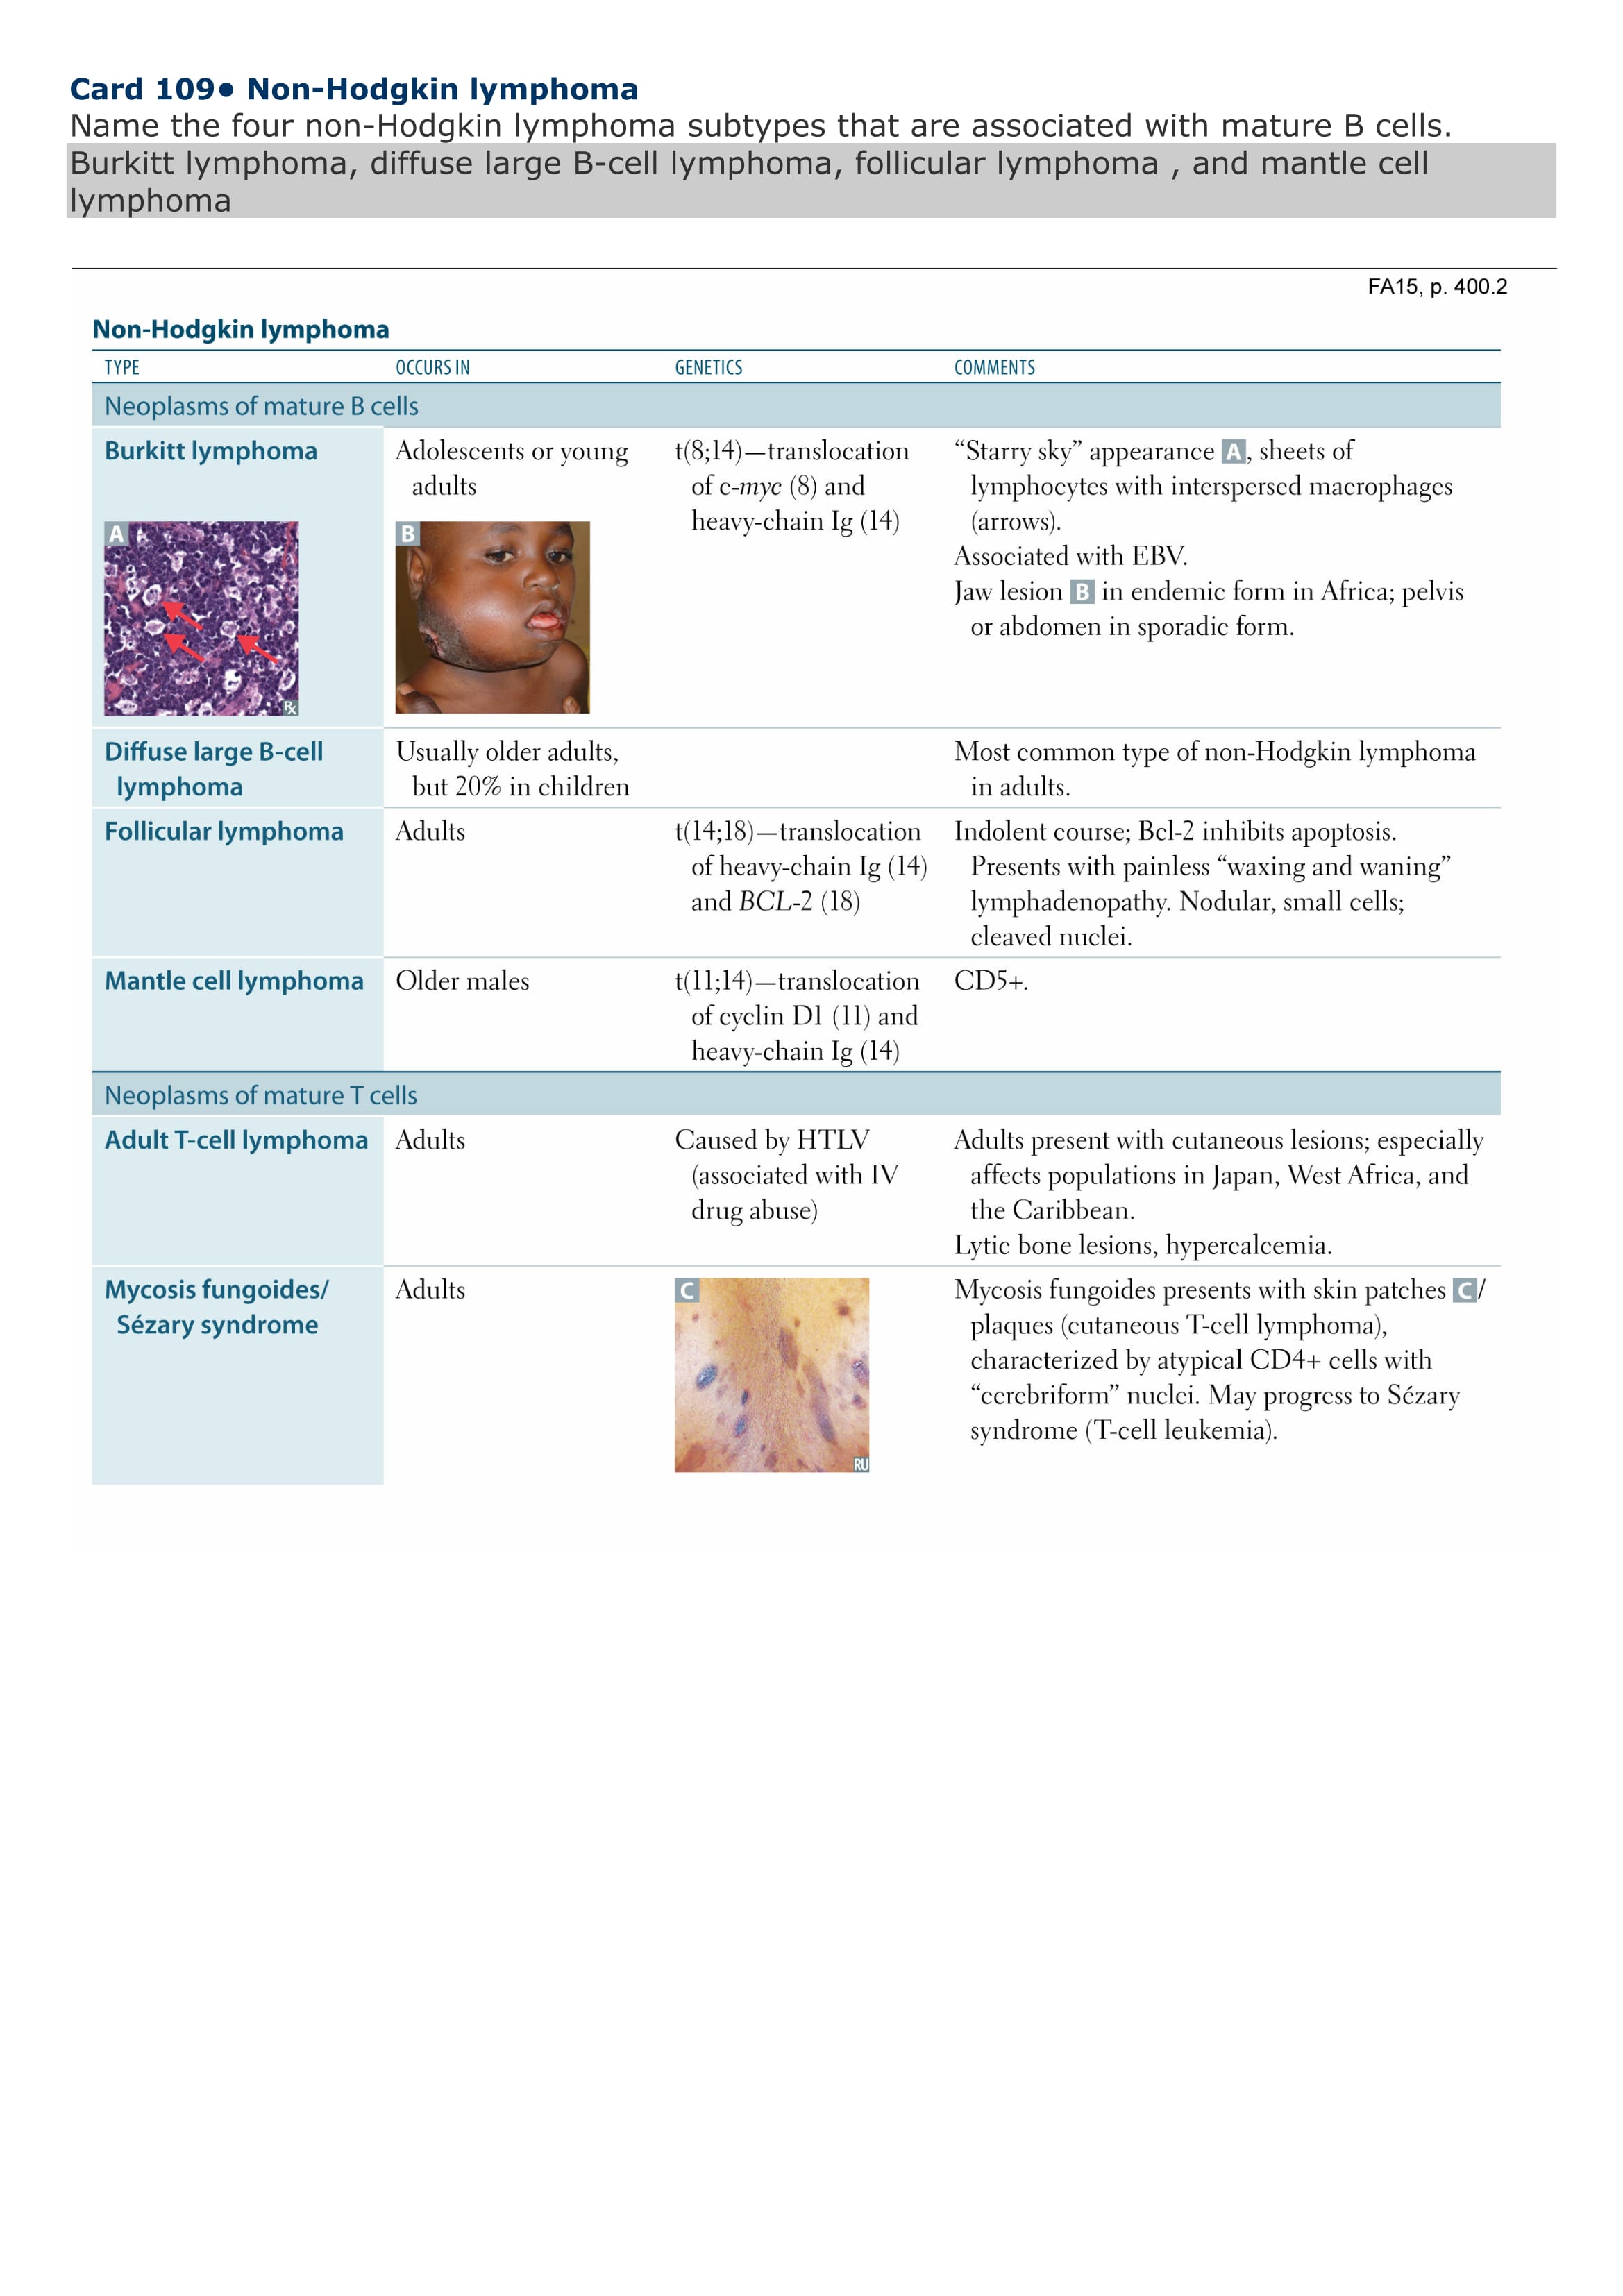 Card 109• Non-Hodgkin lymphoma
Name the four non-Hodgkin lymphoma subtypes that are associated with mature B cells.
Burkitt lymphoma, diffuse large B-cell lymphoma, follicular lymphoma , and mantle cell
lymphoma
FA15, p. 400.2
Non-Hodgkin lymphoma
TYPE OCCURS IN GENETICS COMMENTS
Neoplasms of mature B cells
Burkitt lymphoma
A
Adolescents or young
adults
B
t(8;14)—translocation
of c-myc (8) and
heavy-chain Ig (14)
“Starry sky” appearance A, sheets of
lymphocytes with interspersed macrophages
(arrows).
Associated with EBV.
Jaw lesion B in endemic form in Africa; pelvis
or abdomen in sporadic form.
Rx
Diffuse large B-cell
lymphoma
Usually older adults,
but 20% in children
Most common type of non-Hodgkin lymphoma
in adults.
Follicular lymphoma
Adults
t(14;18)—translocation
of heavy-chain Ig (14)
and BCL-2 (18)
Indolent course; Bcl-2 inhibits apoptosis.
Presents with painless “waxing and waning”
lymphadenopathy. Nodular, small cells;
cleaved nuclei.
Mantle cell lymphoma
Older males
t(11;14)—translocation
of cyclin D1 (11) and
heavy-chain Ig (14)
CD5+.
Neoplasms of mature T cells
Adult T-cell lymphoma
Adults
Caused by HTLV
(associated with IV
drug abuse)
Adults present with cutaneous lesions; especially
affects populations in Japan, West Africa, and
the Caribbean.
Lytic bone lesions, hypercalcemia.
Mycosis fungoides/
Sézary syndrome
Adults
C
RU
Mycosis fungoides presents with skin patches C/
plaques (cutaneous T-cell lymphoma),
characterized by atypical CD4+ cells with
“cerebriform” nuclei. May progress to Sézary
syndrome (T-cell leukemia).